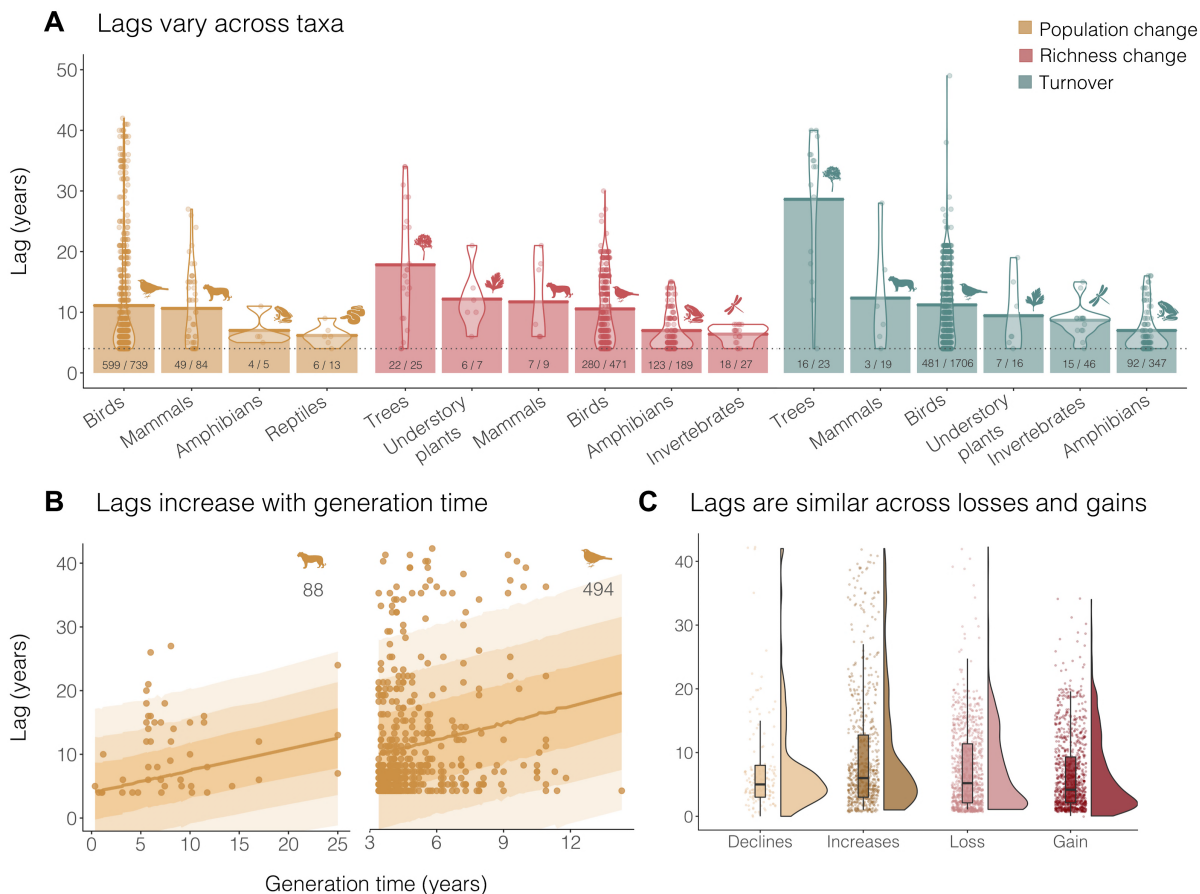 A Lags vary across taxa
Population change
Richness change
Turnover
Lag (years)
50
40
30
20
10
0
599 / 739
49 / 84
4 / 5
6 / 13
22 / 25
6 / 7
7 / 9
280 / 471
123 / 189
18 / 27
16 / 23
3 / 19
481 / 1706
7 / 16
15 / 46
92 / 347
Birds
Mammals
Amphibians
Reptiles
Trees
Understory
plants
Mammals
Birds
Amphibians
Invertebrates
Trees
Mammals
Birds
Understory
plants
Invertebrates
Amphibians
B Lags increase with generation time
Lag (years)
40
30
20
10
0
88
494
0 5 10 15 20 25
3 6 9 12
Generation time (years)
C Lags are similar across losses and gains
40
30
20
10
0
Declines Increases Loss Gain